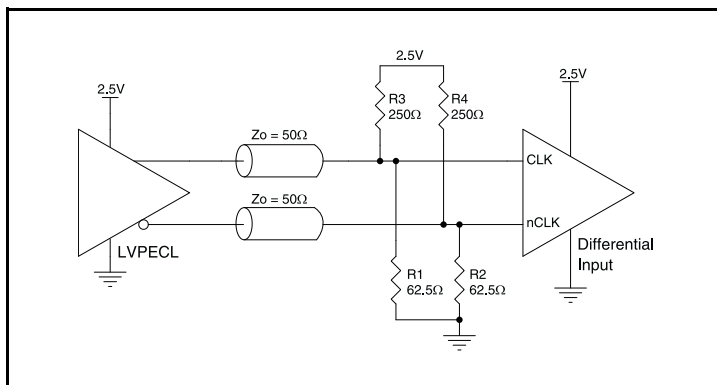 2.5V
2.5V
2.5V
R3
250Ω
R4
250Ω
Zo = 50Ω
CLK
Zo = 50Ω
nCLK
LVPECL
Differential
Input
R1
62.5Ω
R2
62.5Ω